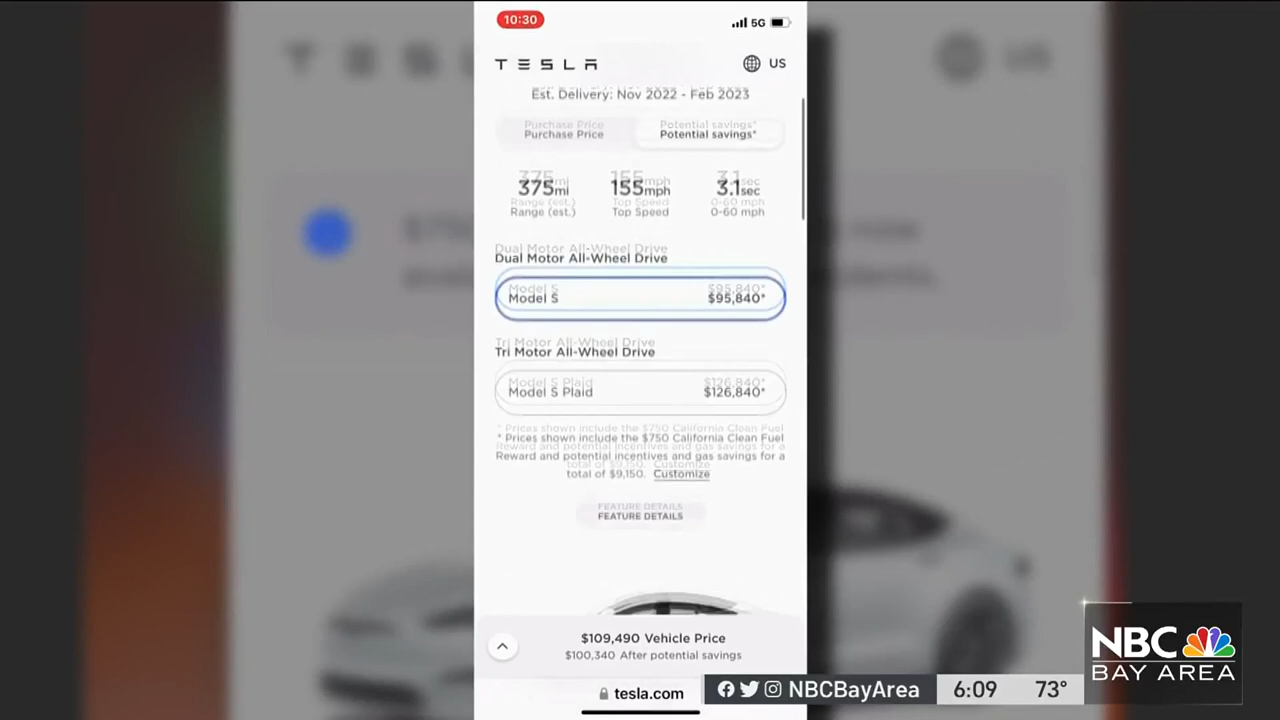 10:30
5G
TESLA
US
Est. Delivery: Nov 2022 - Feb 2023
Purchase Price
Potential savings*
375mi
155mph
3.1sec
Range (est.)
Top Speed
0-60 mph
Dual Motor All-Wheel Drive
Model S
$95,840*
Tri Motor All-Wheel Drive
Model S Plaid
$126,840*
* Prices shown include the $750 California Clean Fuel
Reward and potential incentives and gas savings for a
total of $9,150. Customize
FEATURE DETAILS
$109,490 Vehicle Price
$100,340 After potential savings
tesla.com
NBCBayArea
6:09
73°
NBC
BAY AREA